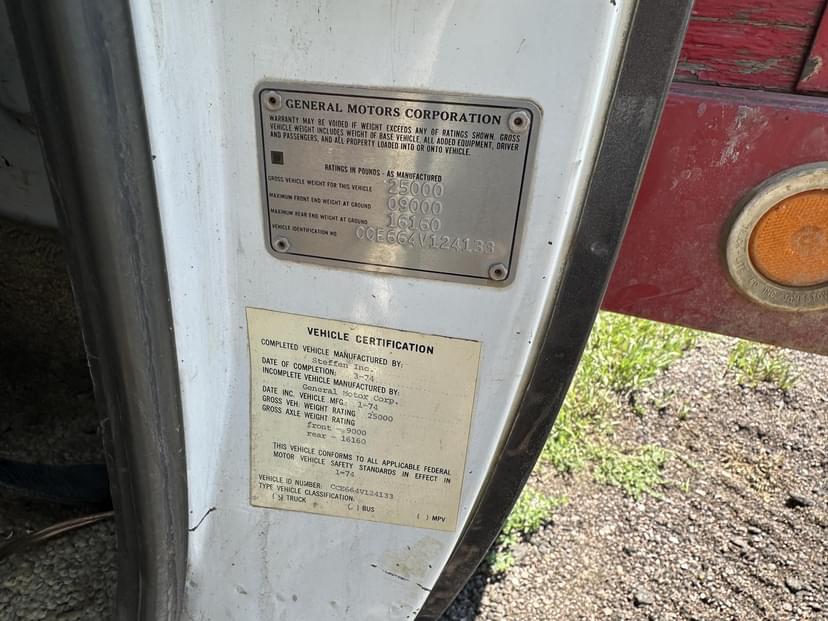 GENERAL MOTORS CORPORATION
WARRANTY MAY BE VOIDED IF WEIGHT EXCEEDS ANY OF RATINGS SHOWN. GROSS
VEHICLE WEIGHT INCLUDES WEIGHT OF BASE VEHICLE, ALL ADDED EQUIPMENT, DRIVER
AND PASSENGERS, AND ALL PROPERTY LOADED INTO OR ONTO VEHICLE.
RATINGS IN POUNDS - AS MANUFACTURED
GROSS VEHICLE WEIGHT FOR THIS VEHICLE 25000
MAXIMUM FRONT END WEIGHT AT GROUND 09000
MAXIMUM REAR END WEIGHT AT GROUND 16160
VEHICLE IDENTIFICATION NO CCE664V124133
VEHICLE CERTIFICATION
COMPLETED VEHICLE MANUFACTURED BY:
Steffen Inc.
DATE OF COMPLETION: 3-74
INCOMPLETE VEHICLE MANUFACTURED BY:
General Motor Corp.
DATE INC. VEHICLE MFG.: 1-74
GROSS VEH. WEIGHT RATING 25000
GROSS AXLE WEIGHT RATING
front - 9000
rear - 16160
THIS VEHICLE CONFORMS TO ALL APPLICABLE FEDERAL
MOTOR VEHICLE SAFETY STANDARDS IN EFFECT IN
1-74
VEHICLE ID NUMBER: CCE664V124133
TYPE VEHICLE CLASSIFICATION:
(X) TRUCK ( ) BUS ( ) MPV